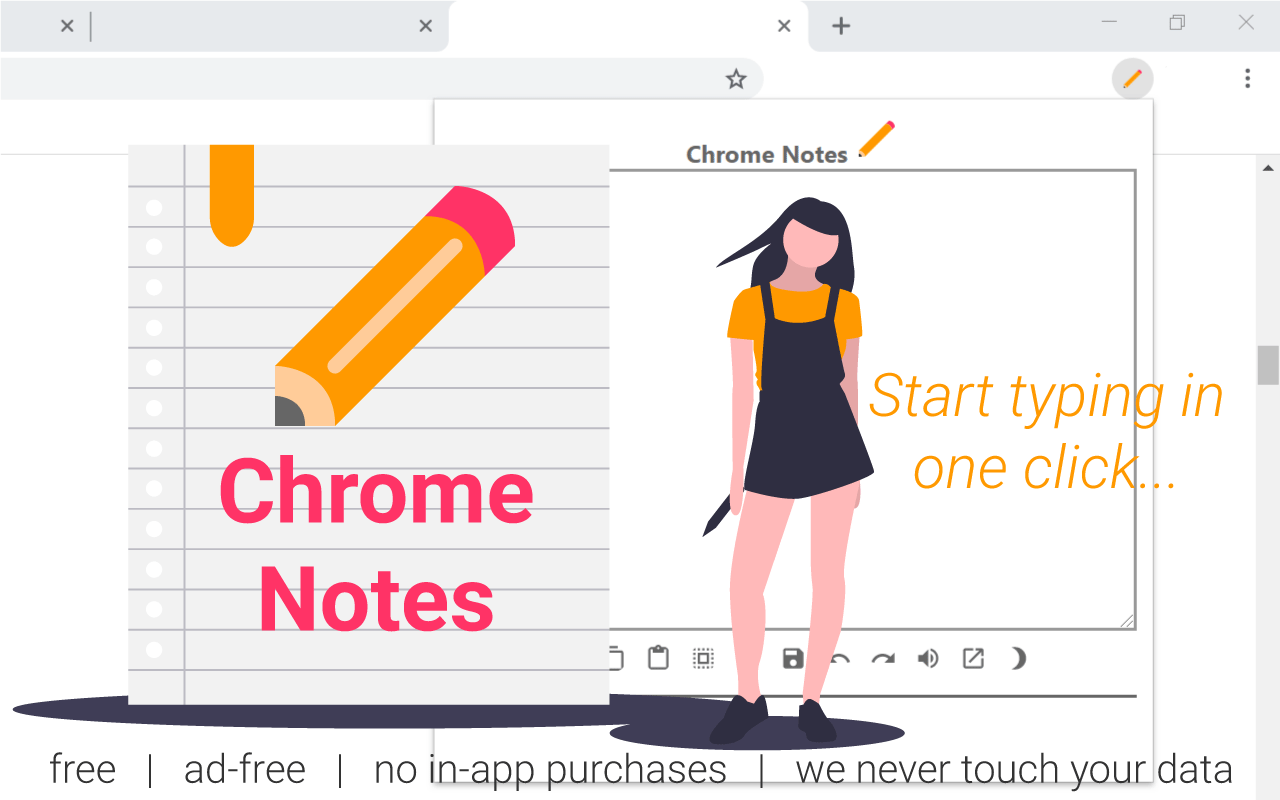 Chrome Notes
Chrome
Notes
Start typing in
one click...
free | ad-free | no in-app purchases | we never touch your data